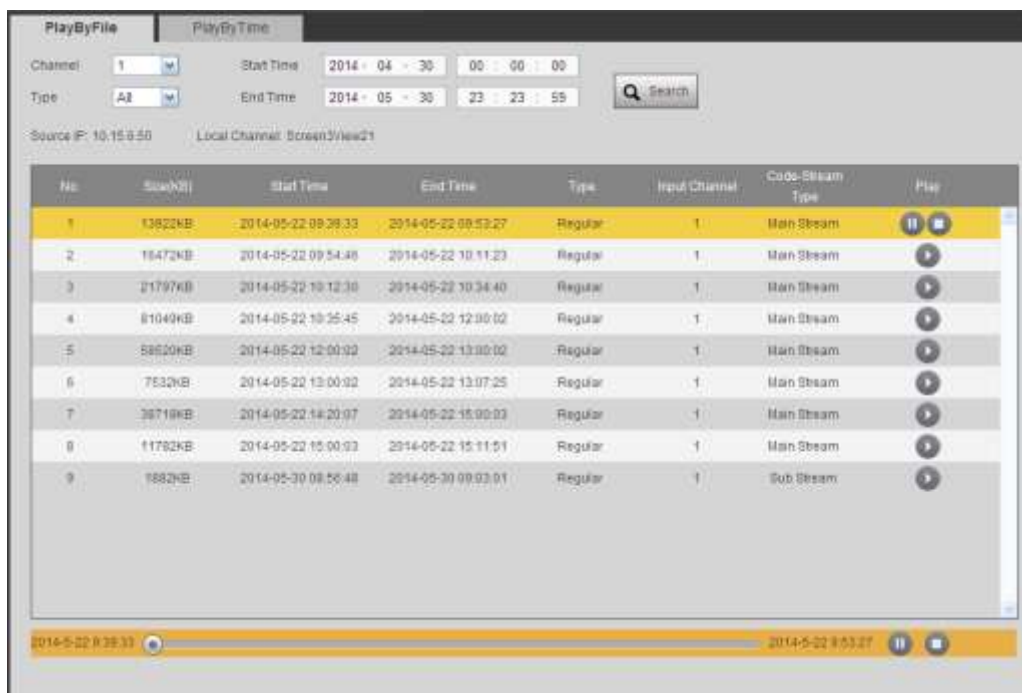 PlayByFile PlayByTime
Channel 1 Start Time 2014 - 04 - 30 00 : 00 : 00
Type All End Time 2014 - 05 - 30 23 : 23 : 59 Search
Source IP: 10.15.6.50 Local Channel: Screen3View21
No. Size(KB) Start Time End Time Type Input Channel Code-Stream Type Play
1 13922KB 2014-05-22 09:39:33 2014-05-22 09:53:27 Regular 1 Main Stream
2 16472KB 2014-05-22 09:54:46 2014-05-22 10:11:23 Regular 1 Main Stream
3 21797KB 2014-05-22 10:12:30 2014-05-22 10:34:40 Regular 1 Main Stream
4 81049KB 2014-05-22 10:35:45 2014-05-22 12:00:02 Regular 1 Main Stream
5 58520KB 2014-05-22 12:00:02 2014-05-22 13:00:02 Regular 1 Main Stream
6 7532KB 2014-05-22 13:00:02 2014-05-22 13:07:25 Regular 1 Main Stream
7 2014-05-22 14:20:07 2014-05-22 15:00:03 Regular 1 Main Stream
8 11782KB 2014-05-22 15:00:03 2014-05-22 15:11:51 Regular 1 Main Stream
9 1882KB 2014-05-30 08:56:48 2014-05-30 09:03:01 Regular 1 Sub Stream
2014-5-22 9:39:33 2014-5-22 9:53:27